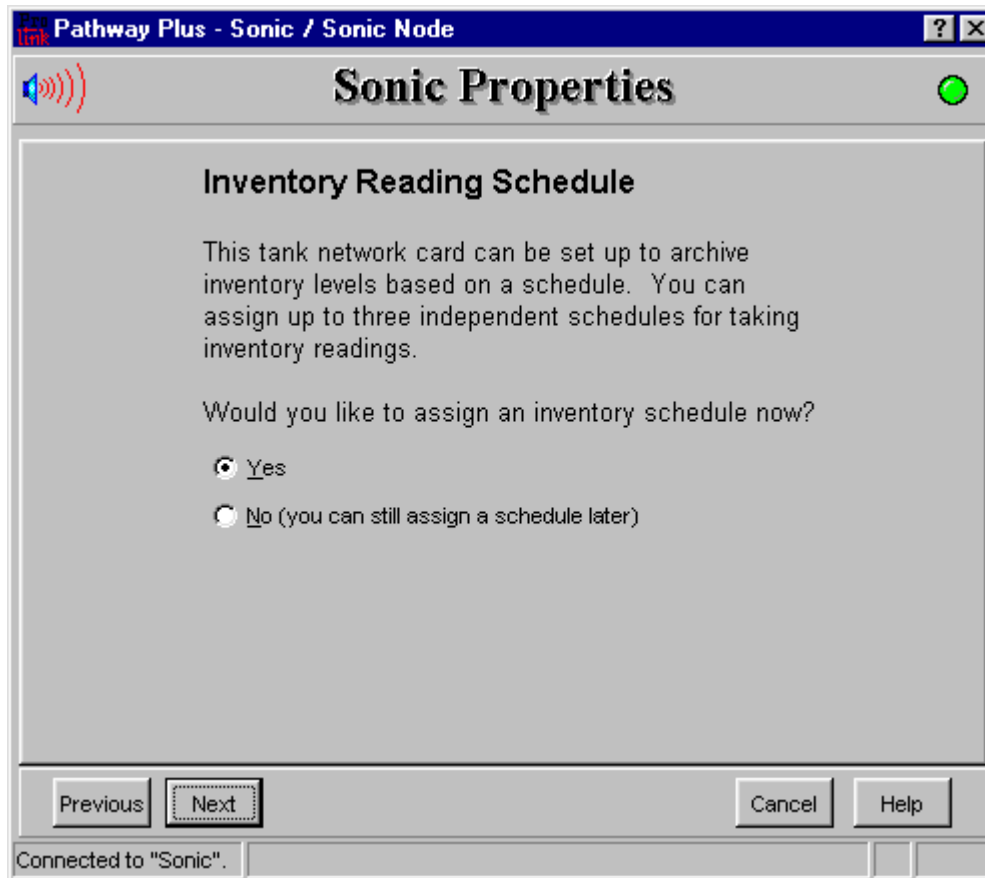 Pro
link
Pathway Plus - Sonic / Sonic Node
Sonic Properties
Inventory Reading Schedule
This tank network card can be set up to archive
inventory levels based on a schedule. You can
assign up to three independent schedules for taking
inventory readings.
Would you like to assign an inventory schedule now?
Yes
No (you can still assign a schedule later)
Previous
Next
Cancel
Help
Connected to "Sonic".